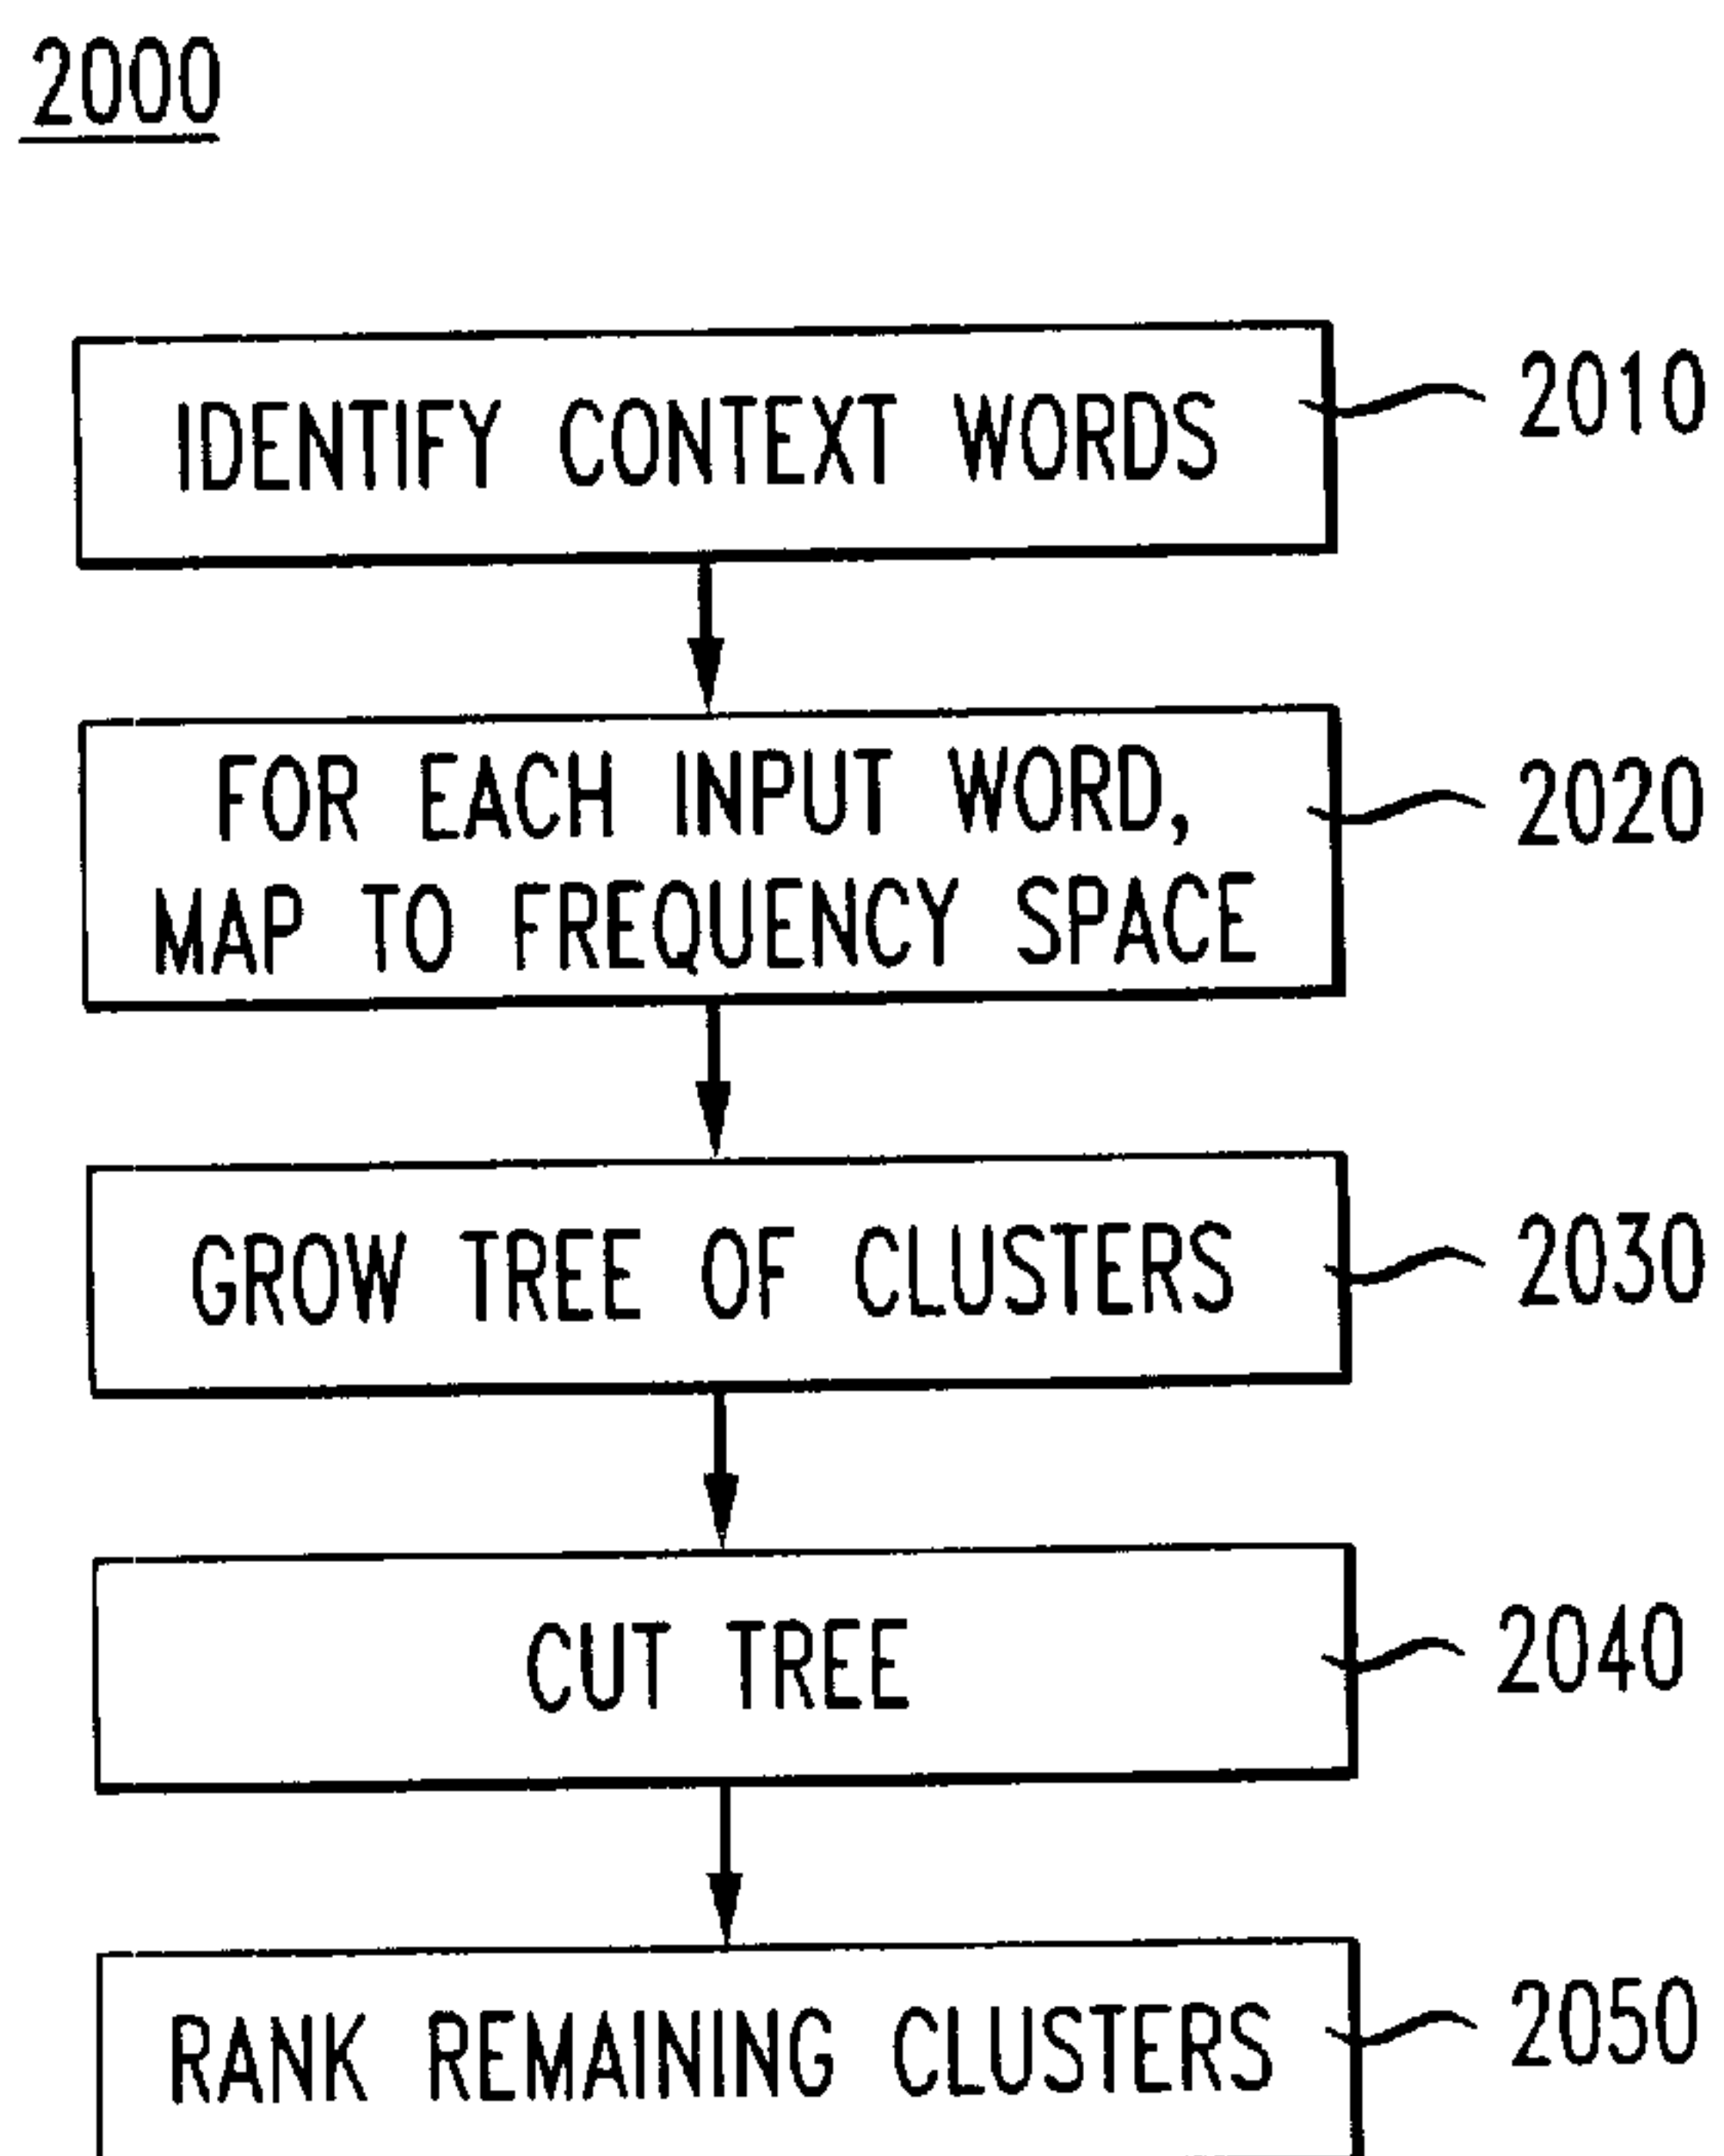 2000
IDENTIFY CONTEXT WORDS
2010
FOR EACH INPUT WORD,
MAP TO FREQUENCY SPACE
2020
GROW TREE OF CLUSTERS
2030
CUT TREE
2040
RANK REMAINING CLUSTERS
2050